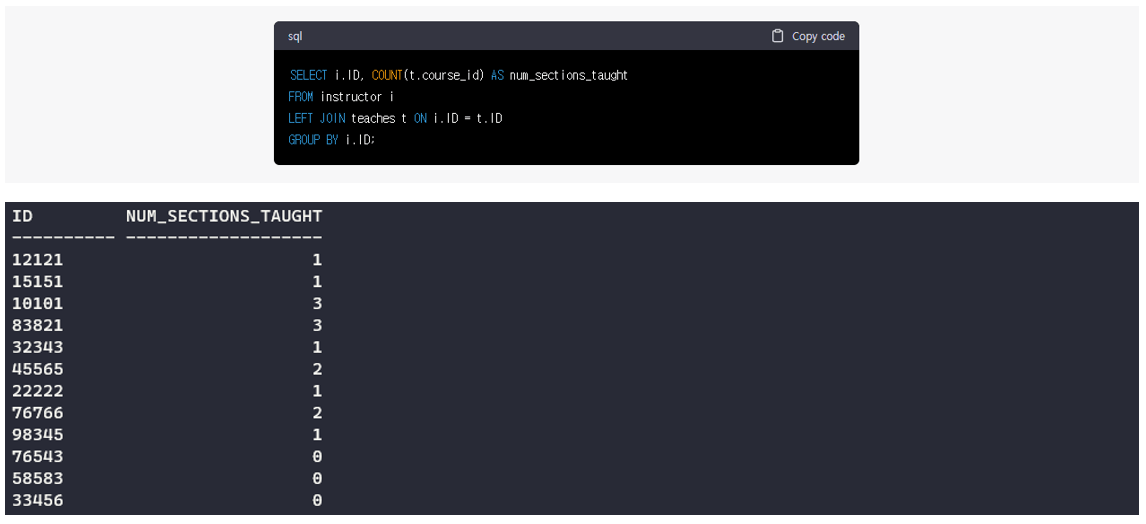 sql Copy code
SELECT i.ID, COUNT(t.course_id) AS num_sections_taught
FROM instructor i
LEFT JOIN teaches t ON i.ID = t.ID
GROUP BY i.ID;
ID NUM_SECTIONS_TAUGHT
---------- -------------------
12121 1
15151 1
10101 3
83821 3
32343 1
45565 2
22222 1
76766 2
98345 1
76543 0
58583 0
33456 0